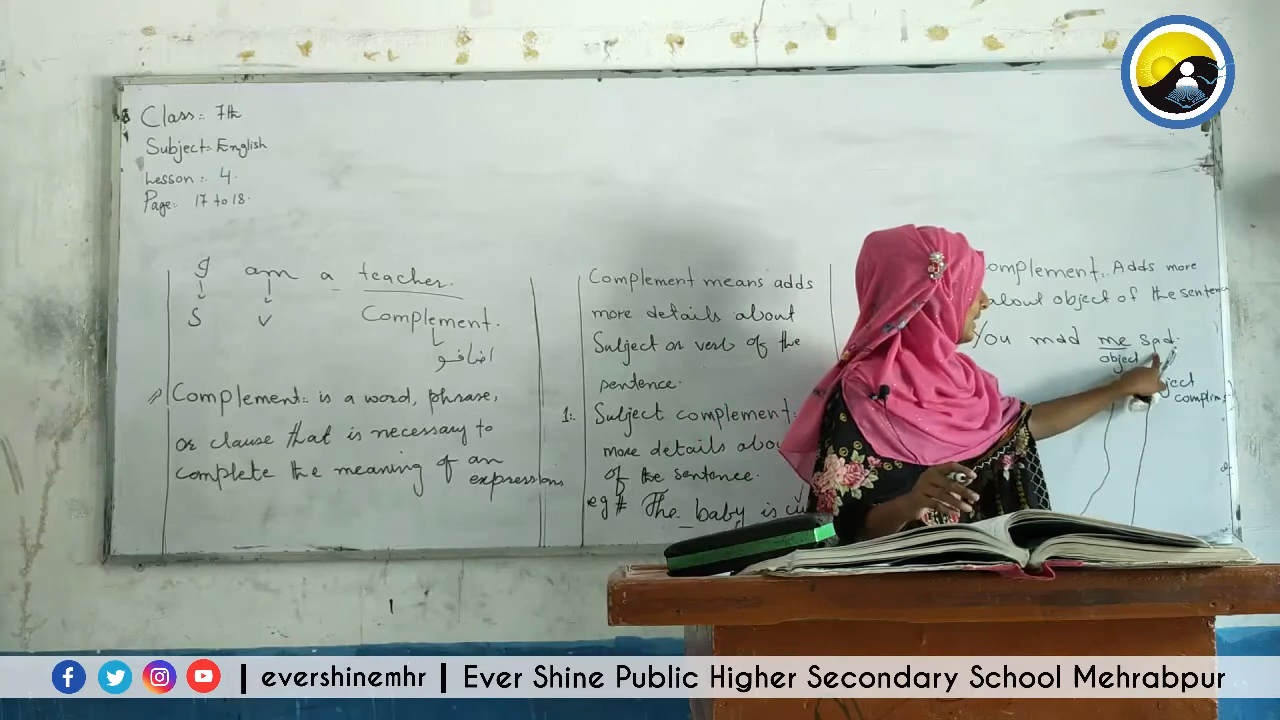 Class:- 7th
Subject:- English
Lesson:- 4.
Page:- 17 to 18.
I am a teacher.
S V Complement.
اضافو
Complement:- is a word, phrase,
or clause that is necessary to
complete the meaning of an
expressions
Complement means adds
more details about
Subject or verb of the
sentence.
1:. Subject complement:
more details
of the sentence.
eg # The baby is
omplement:. Adds more
about object of the sentence
You mad me sad.
object
ject
| evershinemhr | Ever Shine Public Higher Secondary School Mehrabpur